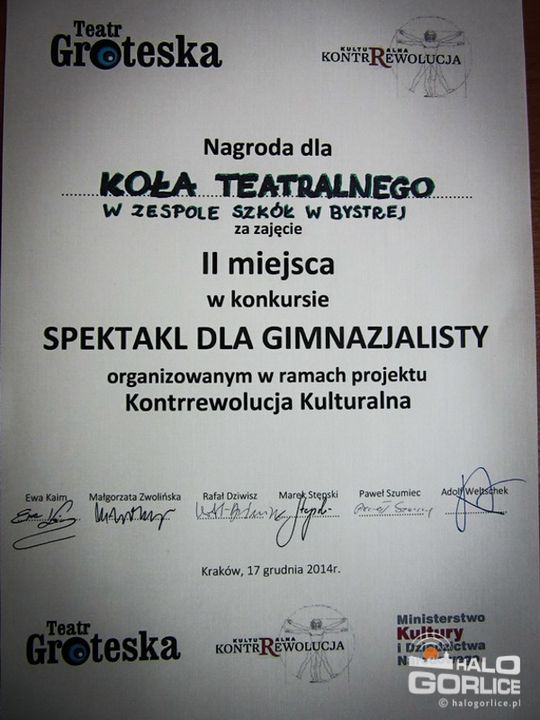 Teatr
Groteska
KULTURALNA
KONTRREWOLUCJA
Nagroda dla
KOŁA TEATRALNEGO
W ZESPOLE SZKÓŁ W BYSTREJ
za zajęcie
II miejsca
w konkursie
SPEKTAKL DLA GIMNAZJALISTY
organizowanym w ramach projektu
Kontrrewolucja Kulturalna
Ewa Kaim Małgorzata Zwolińska Rafał Dziwisz Marek Stępski Paweł Szumiec Adolf Weltschek
Kraków, 17 grudnia 2014r.
Teatr
Groteska
KULTURALNA
KONTRREWOLUCJA
Ministerstwo
Kultury
i Dziedzictwa
HALO
GORLICE
© halogorlice.pl